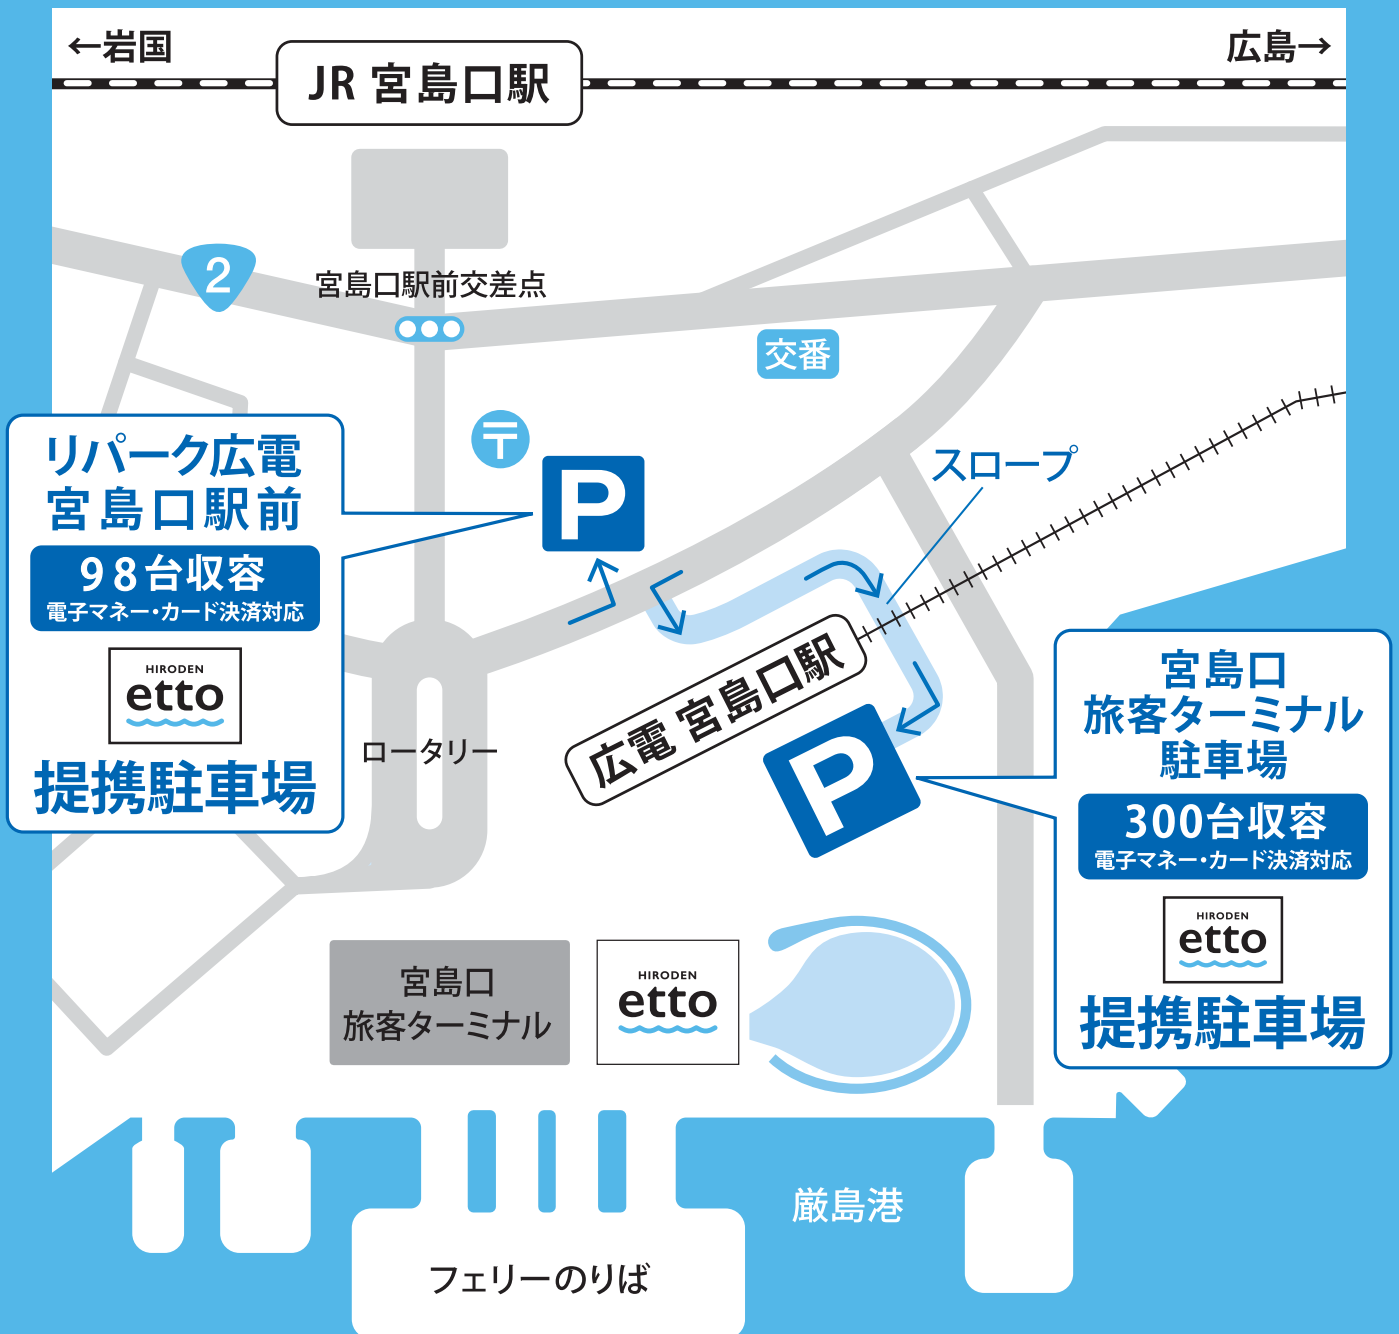 ←岩国
広島→
JR 宮島口駅
2
宮島口駅前交差点
交番
〒
P
スロープ
リパーク広電
宮島口駅前
98台収容
電子マネー・カード決済対応
HIRODEN
etto
提携駐車場
広電 宮島口駅
P
ロータリー
宮島口
旅客ターミナル
駐車場
300台収容
電子マネー・カード決済対応
HIRODEN
etto
提携駐車場
宮島口
旅客ターミナル
HIRODEN
etto
厳島港
フェリーのりば